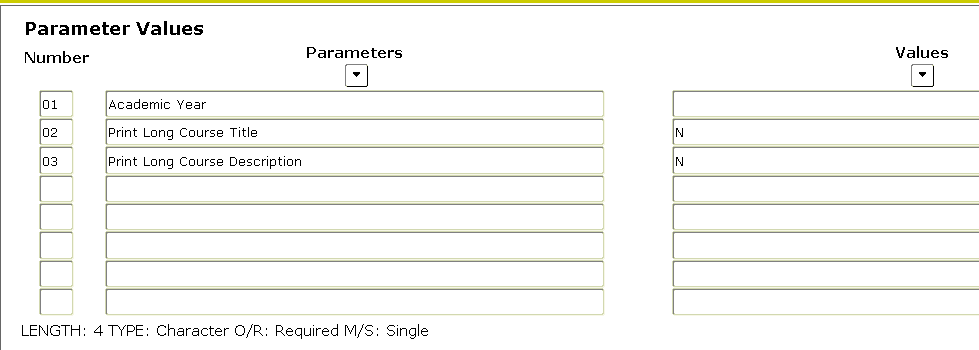 Parameter Values
Number Parameters Values
01 Academic Year
02 Print Long Course Title N
03 Print Long Course Description N
LENGTH: 4 TYPE: Character O/R: Required M/S: Single